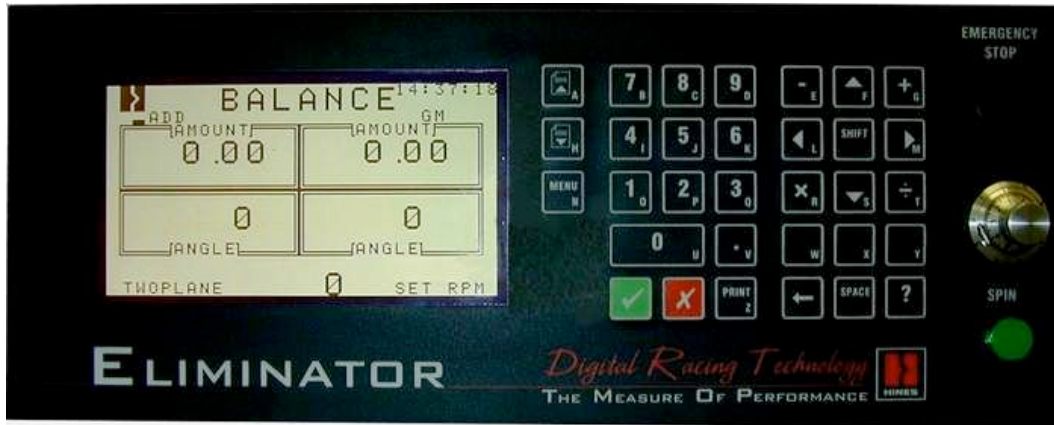 BALANCE 14:37:18
ADD GM
AMOUNT AMOUNT
0.00 0.00
0 0
ANGLE ANGLE
TWOPLANE 0 SET RPM
A 7 B 8 C 9 D - E F + G
H 4 I 5 J 6 K L SHIFT M
MENU N 1 O 2 P 3 Q × R S ÷ T
0 U . V W X Y
✓ ✗ PRINT Z ← SPACE ?
EMERGENCY
STOP
SPIN
ELIMINATOR
Digital Racing Technology
THE MEASURE OF PERFORMANCE
HINES